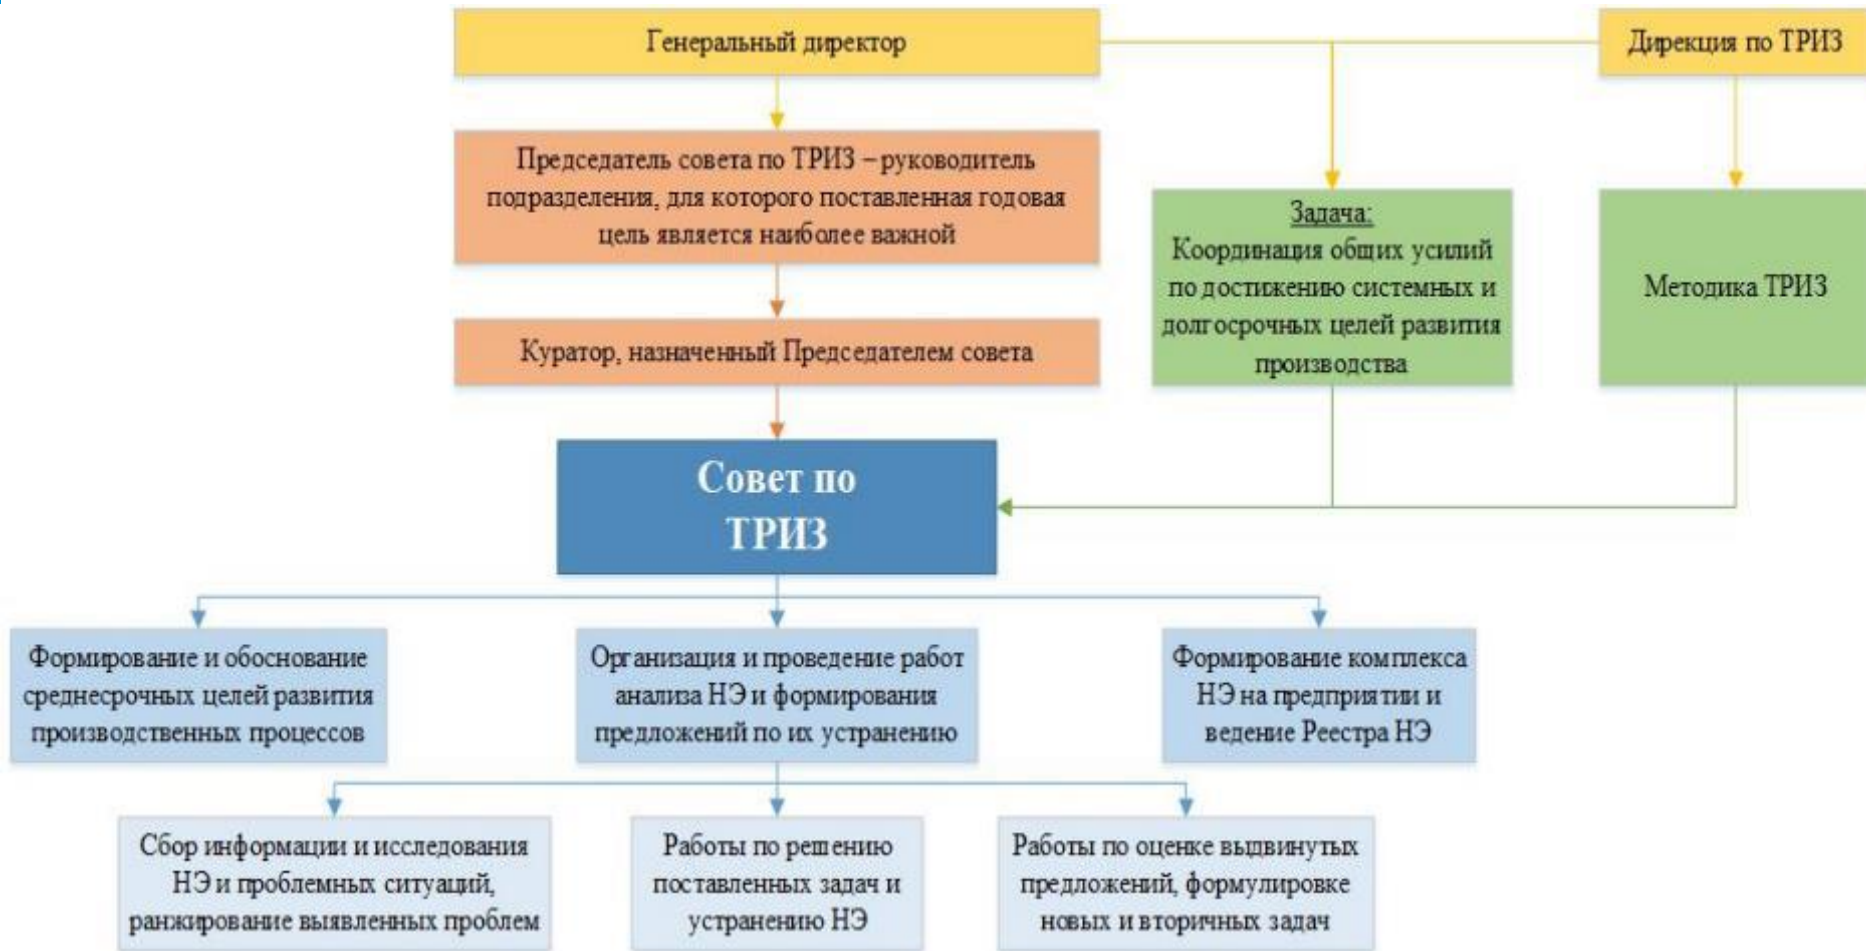 Генеральный директор
Дирекция по ТРИЗ
Председатель совета по ТРИЗ – руководитель
подразделения, для которого поставленная годовая
цель является наиболее важной
Задача:
Координация общих усилий
по достижению системных и
долгосрочных целей развития
производства
Методика ТРИЗ
Куратор, назначенный Председателем совета
Совет по
ТРИЗ
Формирование и обоснование
среднесрочных целей развития
производственных процессов
Организация и проведение работ
анализа НЭ и формирования
предложений по их устранению
Формирование комплекса
НЭ на предприятии и
ведение Реестра НЭ
Сбор информации и исследования
НЭ и проблемных ситуаций,
ранжирование выявленных проблем
Работы по решению
поставленных задач и
устранению НЭ
Работы по оценке выдвинутых
предложений, формулировке
новых и вторичных задач